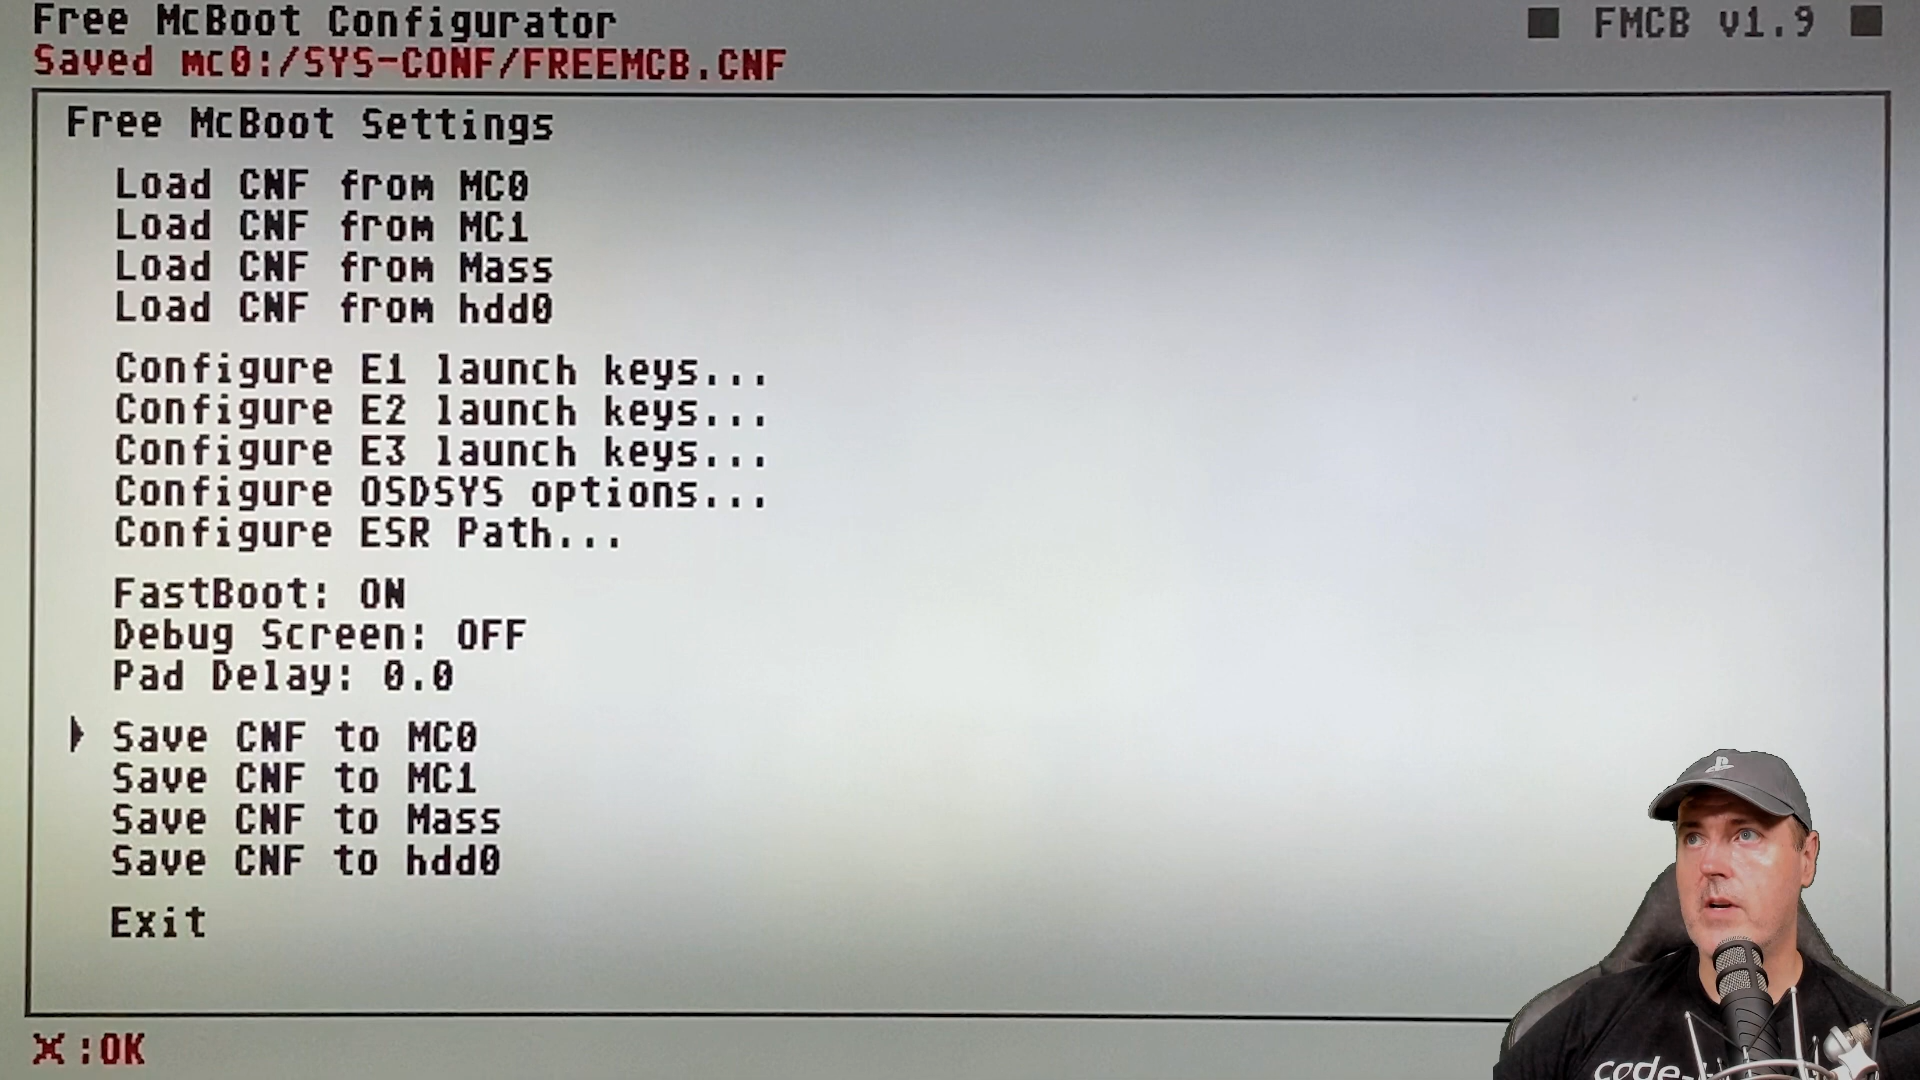 Free McBoot Configurator
■ FMCB v1.9 ■
Saved mc0:/SYS-CONF/FREEMCB.CNF
Free McBoot Settings
Load CNF from MC0
Load CNF from MC1
Load CNF from Mass
Load CNF from hdd0
Configure E1 launch keys...
Configure E2 launch keys...
Configure E3 launch keys...
Configure OSDSYS options...
Configure ESR Path...
FastBoot: ON
Debug Screen: OFF
Pad Delay: 0.0
Save CNF to MC0
Save CNF to MC1
Save CNF to Mass
Save CNF to hdd0
Exit
X:OK
code-